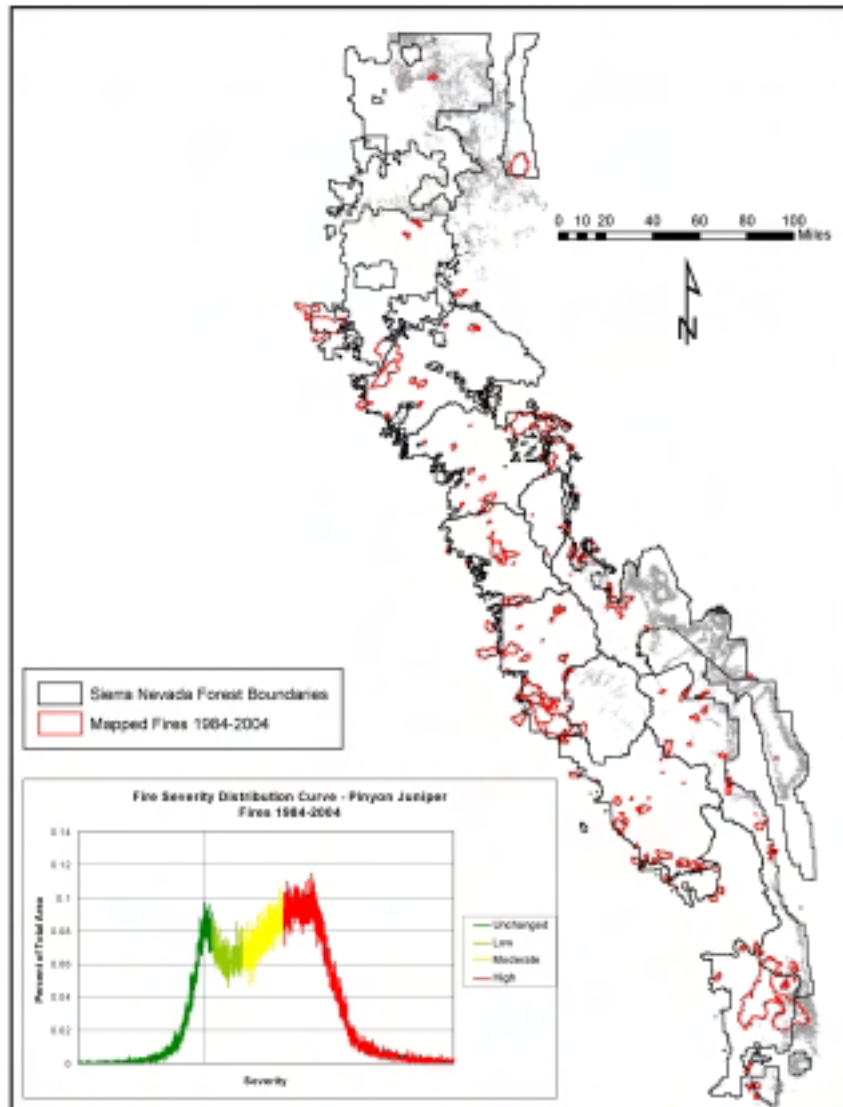 0 10 20 40 60 80 100
Miles
N
Sierra Nevada Forest Boundaries
Mapped Fires 1984-2004
Fire Severity Distribution Curve - Pinyon Juniper
Fires 1984-2004
0.14
0.12
0.1
0.08
0.06
0.04
0.02
0
Percent of Total Area
Severity
Unchanged
Low
Moderate
High